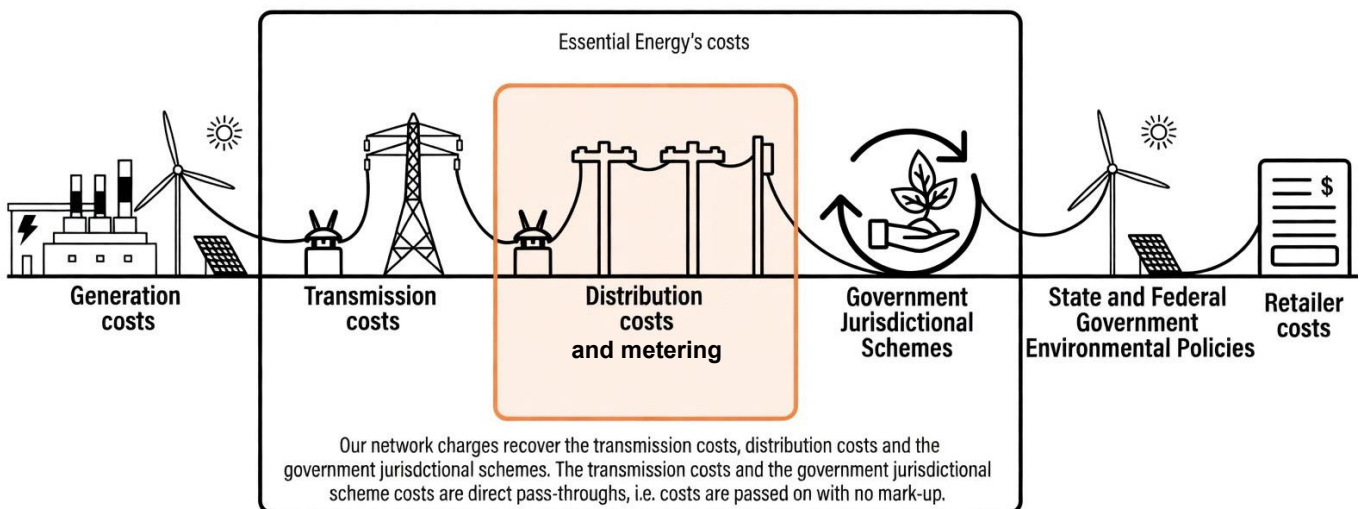 Essential Energy's costs
$
Generation
costs
Transmission
costs
Distribution
costs
and metering
Government
Jurisdictional
Schemes
State and Federal
Government
Environmental Policies
Retailer
costs
Our network charges recover the transmission costs, distribution costs and the
government jurisdctional schemes. The transmission costs and the government jurisdictional
scheme costs are direct pass-throughs, i.e. costs are passed on with no mark-up.